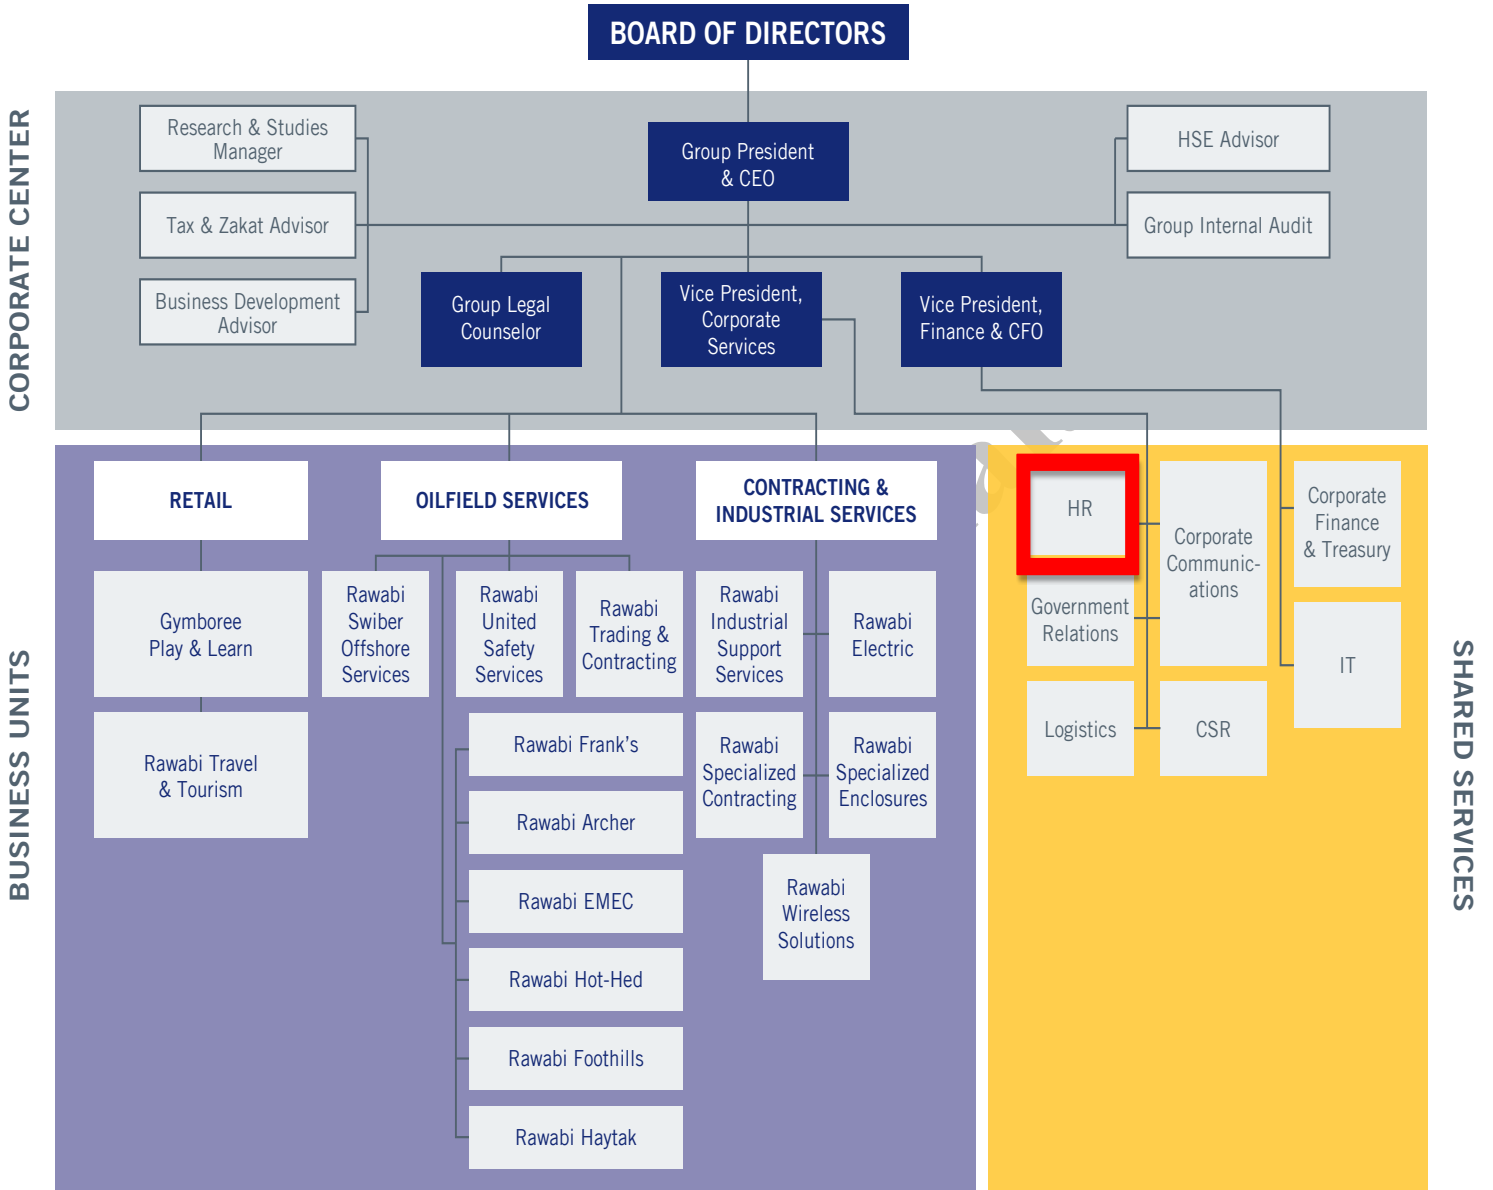 BOARD OF DIRECTORS
CORPORATE CENTER
Research & Studies
Manager
Group President
& CEO
HSE Advisor
Tax & Zakat Advisor
Group Internal Audit
Business Development
Advisor
Group Legal
Counselor
Vice President,
Corporate
Services
Vice President,
Finance & CFO
BUSINESS UNITS
RETAIL
Gymboree
Play & Learn
Rawabi Travel
& Tourism
OILFIELD SERVICES
Rawabi
Swiber
Offshore
Services
Rawabi
United
Safety
Services
Rawabi
Trading &
Contracting
Rawabi Frank's
Rawabi Archer
Rawabi EMEC
Rawabi Hot-Hed
Rawabi Foothills
Rawabi Haytak
CONTRACTING &
INDUSTRIAL SERVICES
Rawabi
Industrial
Support
Services
Rawabi
Electric
Rawabi
Specialized
Contracting
Rawabi
Specialized
Enclosures
Rawabi
Wireless
Solutions
SHARED SERVICES
HR
Corporate
Communic-
ations
Government
Relations
Logistics
CSR
Corporate
Finance
& Treasury
IT